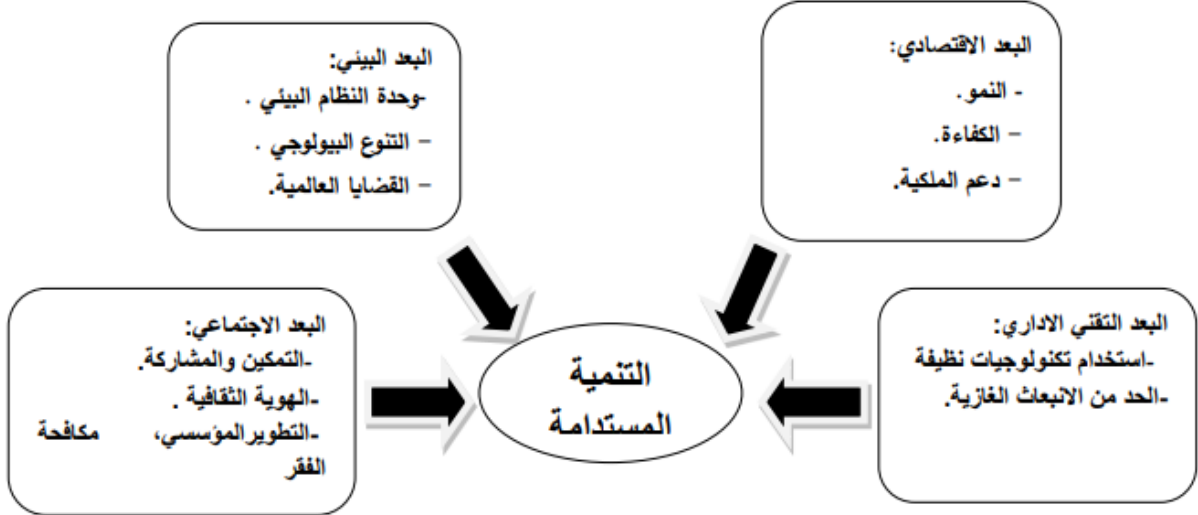 البعد الاقتصادي:
- النمو.
– الكفاءة.
– دعم الملكية.
البعد البيئي:
-وحدة النظام البيئي .
– التنوع البيولوجي .
– القضايا العالمية.
البعد التقني الاداري:
-استخدام تكنولوجيات نظيفة
-الحد من الانبعاث الغازية.
التنمية
المستدامة
البعد الاجتماعي:
-التمكين والمشاركة.
-الهوية الثقافية .
-التطويرالمؤسسي، مكافحة
الفقر